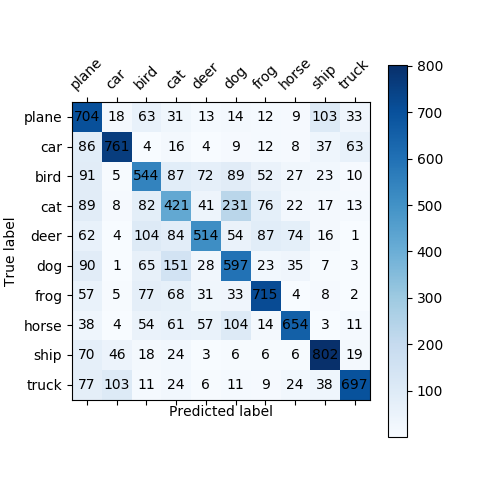 plane car bird cat deer dog frog horse ship truck
plane 704 18 63 31 13 14 12 9 103 33
car 86 761 4 16 4 9 12 8 37 63
bird 91 5 544 87 72 89 52 27 23 10
cat 89 8 82 421 41 231 76 22 17 13
deer 62 4 104 84 514 54 87 74 16 1
dog 90 1 65 151 28 597 23 35 7 3
frog 57 5 77 68 31 33 715 4 8 2
horse 38 4 54 61 57 104 14 654 3 11
ship 70 46 18 24 3 6 6 6 802 19
truck 77 103 11 24 6 11 9 24 38 697
True label
Predicted label
800
700
600
500
400
300
200
100